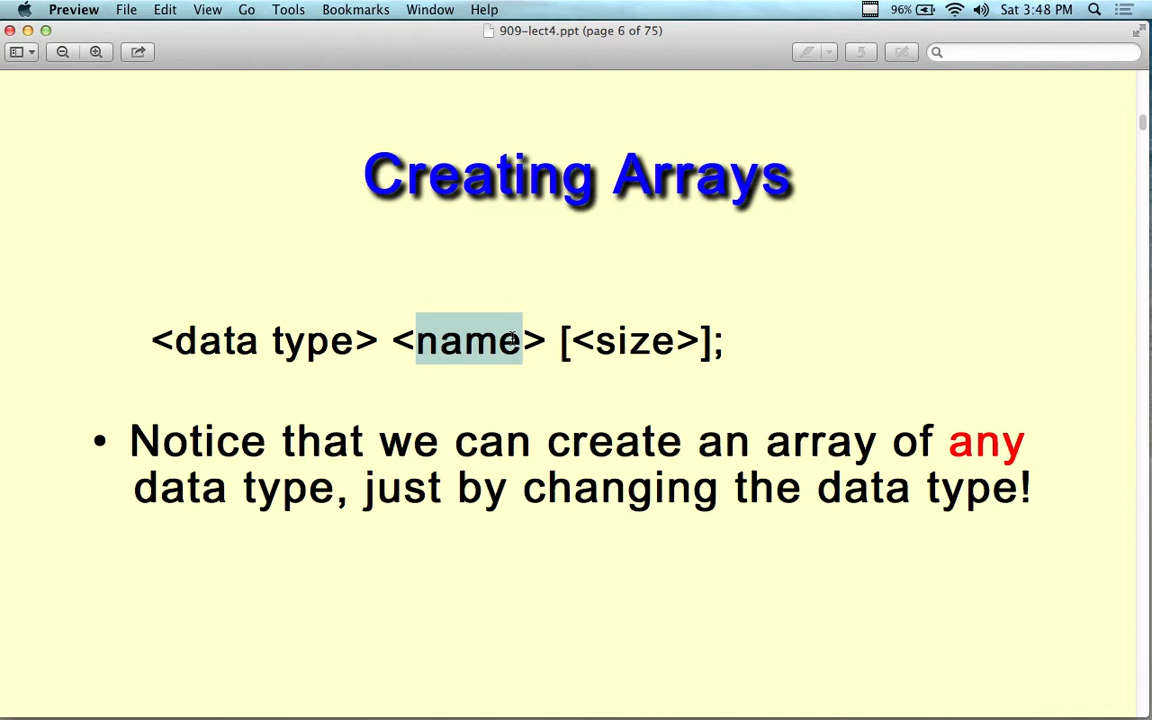 Preview File Edit View Go Tools Bookmarks Window Help 96% Sat 3:48 PM
909-lect4.ppt (page 6 of 75)
Creating Arrays
<data type> <name> [<size>];
• Notice that we can create an array of any
data type, just by changing the data type!